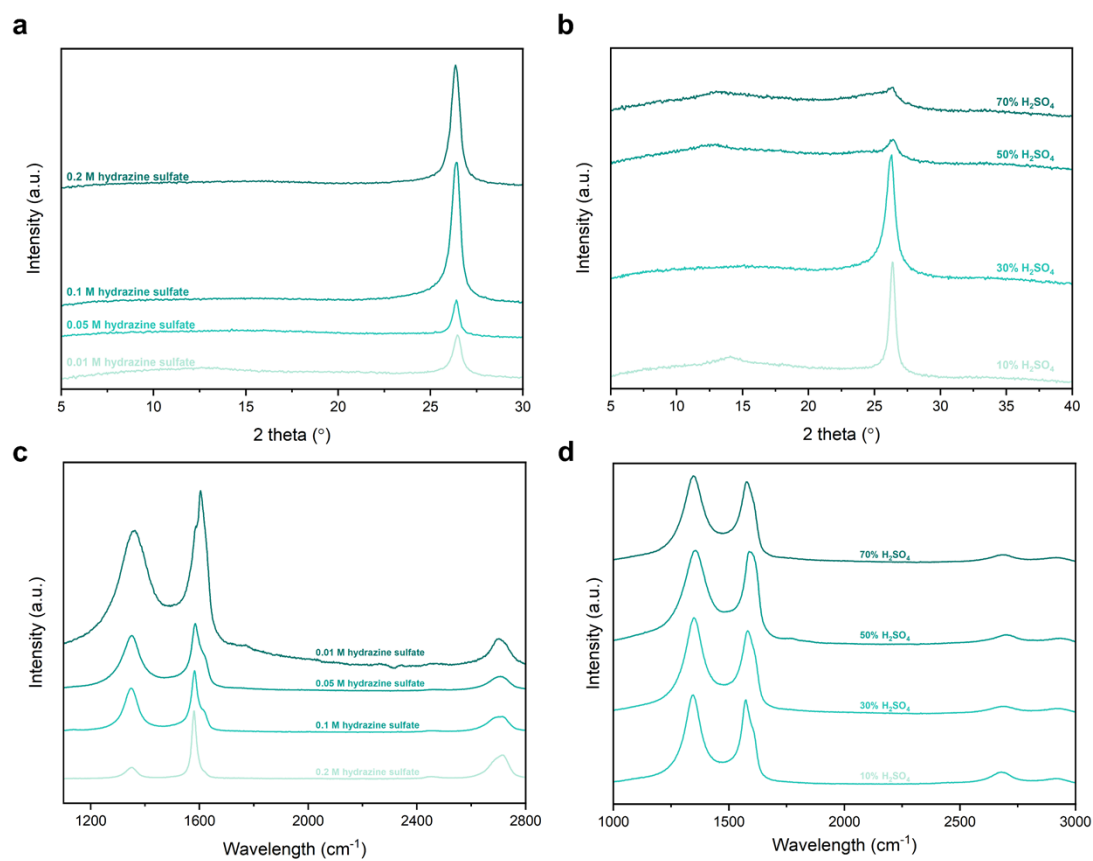 a
Intensity (a.u.)
0.2 M hydrazine sulfate
0.1 M hydrazine sulfate
0.05 M hydrazine sulfate
0.01 M hydrazine sulfate
5 10 15 20 25 30
2 theta (°)
b
Intensity (a.u.)
70% H₂SO₄
50% H₂SO₄
30% H₂SO₄
10% H₂SO₄
5 10 15 20 25 30 35 40
2 theta (°)
c
Intensity (a.u.)
0.01 M hydrazine sulfate
0.05 M hydrazine sulfate
0.1 M hydrazine sulfate
0.2 M hydrazine sulfate
1200 1600 2000 2400 2800
Wavelength (cm⁻¹)
d
Intensity (a.u.)
70% H₂SO₄
50% H₂SO₄
30% H₂SO₄
10% H₂SO₄
1000 1500 2000 2500 3000
Wavelength (cm⁻¹)